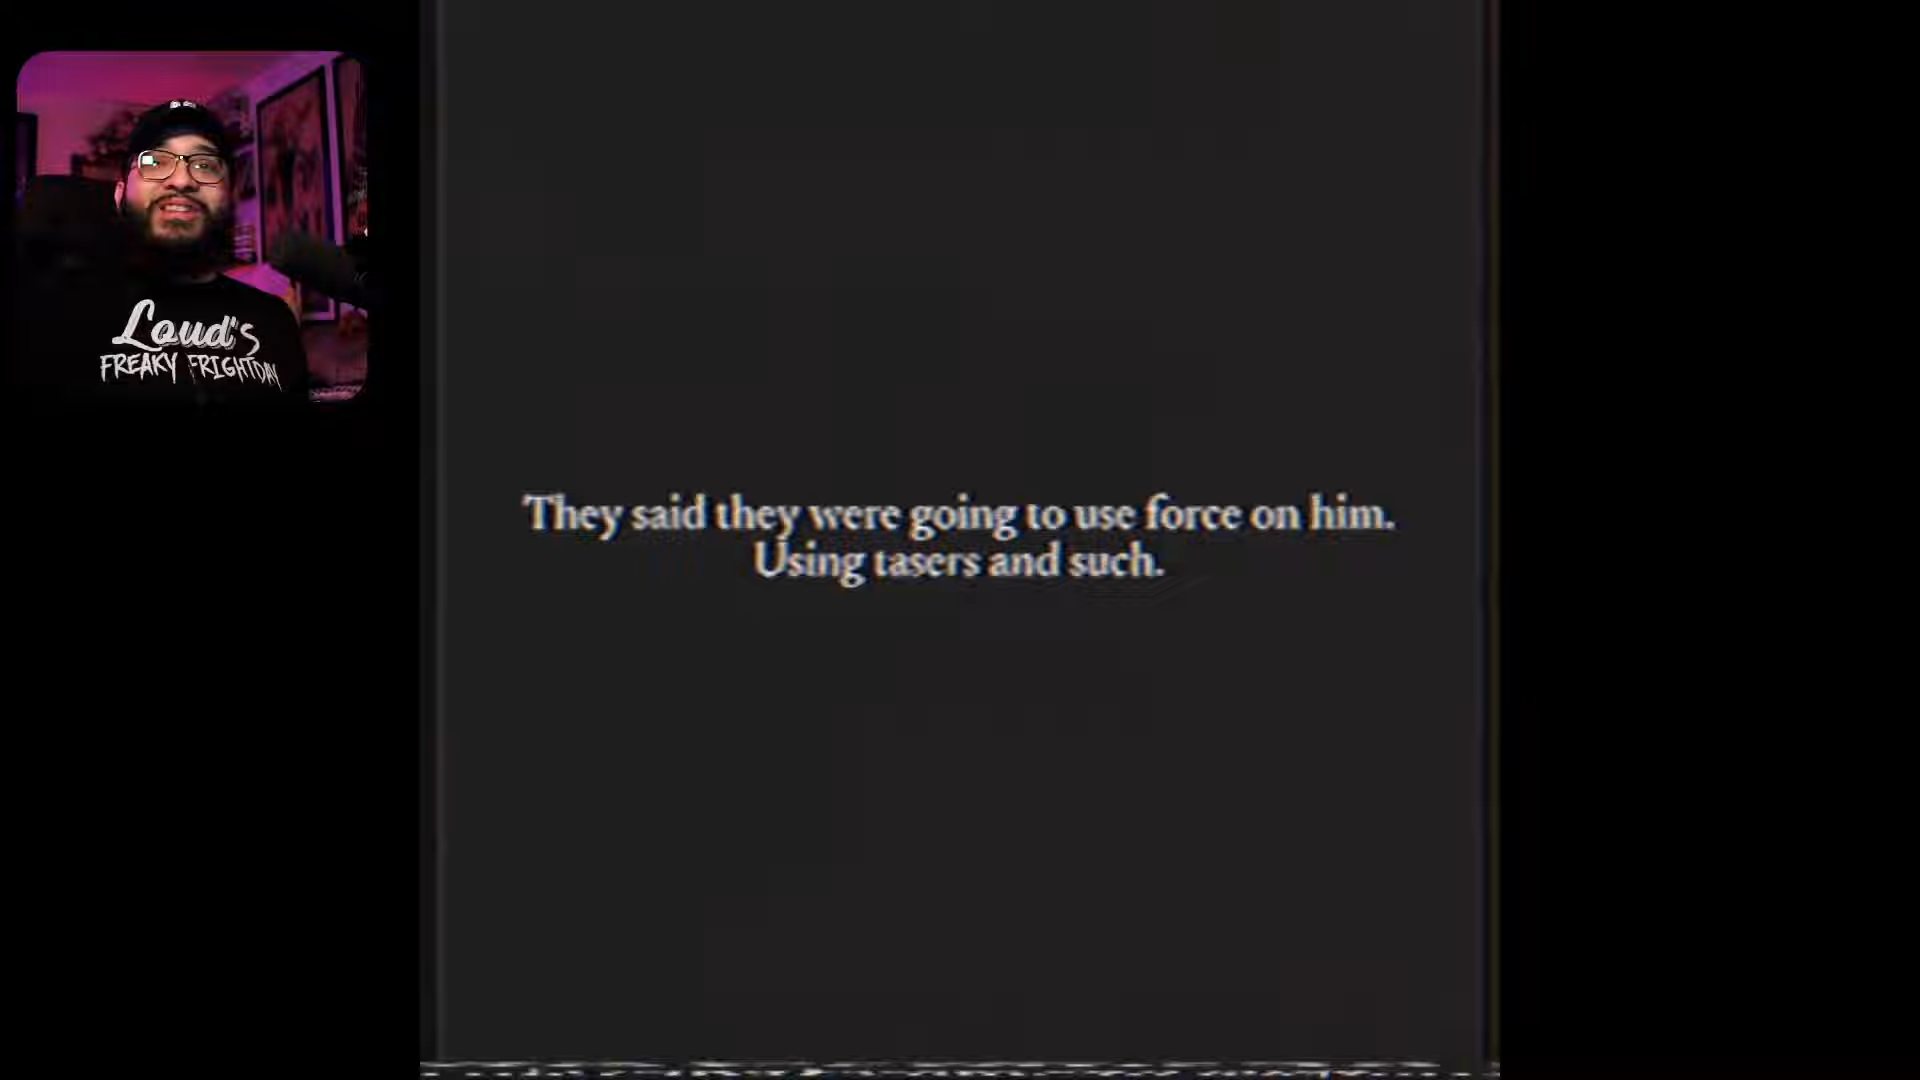 Loud's
FREAKY FRIGHTDAY
They said they were going to use force on him.
Using tasers and such.